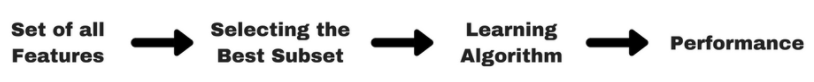 Set of all
Features
Selecting the
Best Subset
Learning
Algorithm
Performance